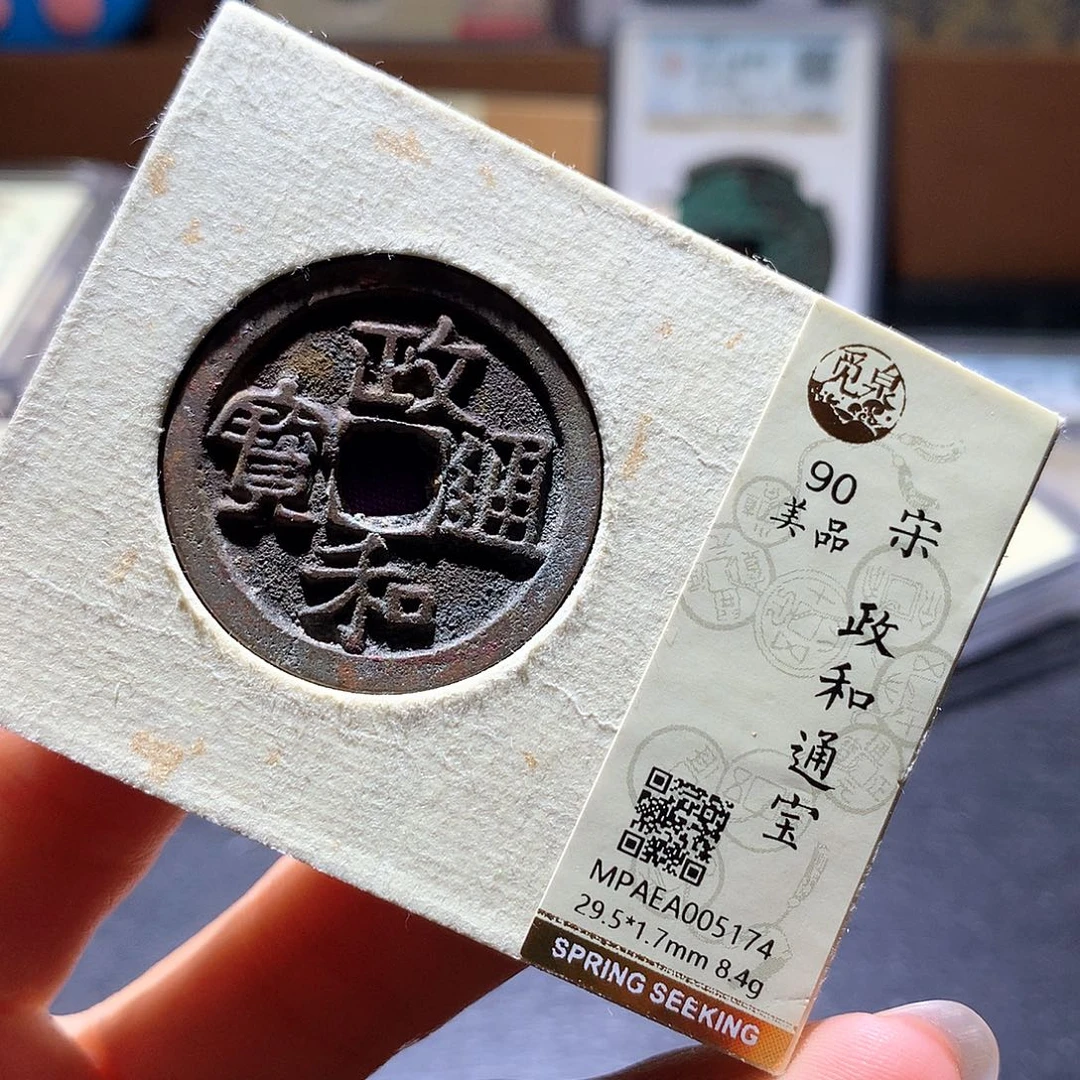 政
和
通
寶
觅泉
90
美品
宋
政和通宝
MPAEA005174
29.5*1.7mm 8.4g
SPRING SEEKING